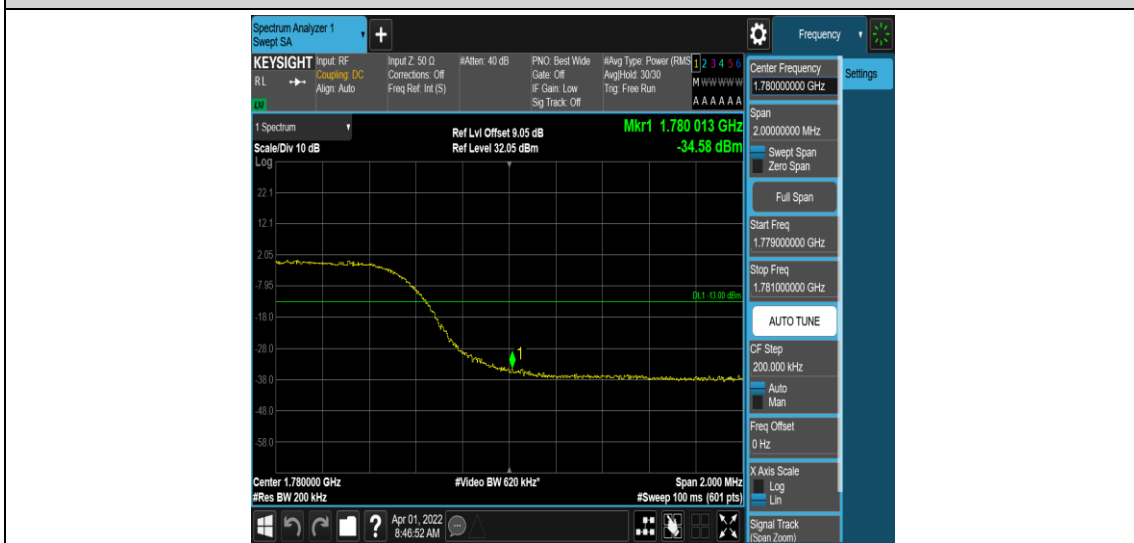 Spectrum Analyzer 1
Swept SA
Frequency
KEYSIGHT
RL
LXI
Input: RF
Coupling: DC
Align: Auto
Input Z: 50 Ω
Corrections: Off
Freq Ref: Int (S)
#Atten: 40 dB
PNO: Best Wide
Gate: Off
IF Gain: Low
Sig Track: Off
#Avg Type: Power (RMS
Avg|Hold: 30/30
Trig: Free Run
1 2 3 4 5 6
M W W W W W
A A A A A A
Center Frequency
1.780000000 GHz
Settings
1 Spectrum
Scale/Div 10 dB
Log
Ref Lvl Offset 9.05 dB
Ref Level 32.05 dBm
Mkr1 1.780 013 GHz
-34.58 dBm
Span
2.00000000 MHz
Swept Span
Zero Span
Full Span
Start Freq
1.779000000 GHz
Stop Freq
1.781000000 GHz
AUTO TUNE
CF Step
200.000 kHz
Auto
Man
Freq Offset
0 Hz
X Axis Scale
Log
Lin
Signal Track
(Span Zoom)
22.1
12.1
2.05
-7.95
DL1 -13.00 dBm
-18.0
-28.0
1
-38.0
-48.0
-58.0
Center 1.780000 GHz
#Res BW 200 kHz
#Video BW 620 kHz*
Span 2.000 MHz
#Sweep 100 ms (601 pts)
?
Apr 01, 2022
8:46:52 AM